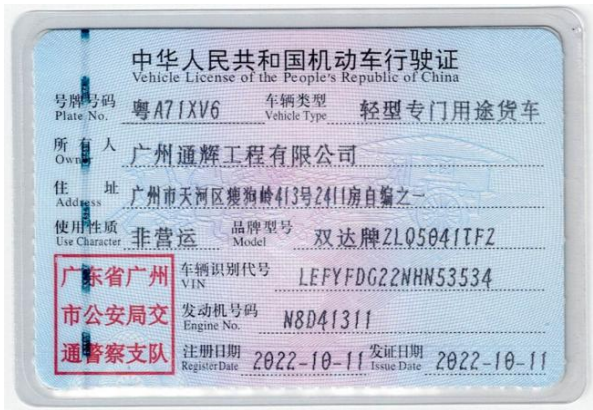 中华人民共和国机动车行驶证
Vehicle License of the People's Republic of China
号牌号码 粤A71XV6 车辆类型 轻型专门用途货车
Plate No. Vehicle Type
所有人 广州通辉工程有限公司
Owner
住址 广州市天河区瘦狗岭413号2411房自编之一
Address
使用性质 非营运 品牌型号 双达牌ZLQ5041TFZ
Use Character Model
广东省广州
市公安局交
通警察支队
车辆识别代号 LEFYFDG22NHN53534
VIN
发动机号码 N8D41311
Engine No.
注册日期 2022-10-11 发证日期 2022-10-11
Register Date Issue Date